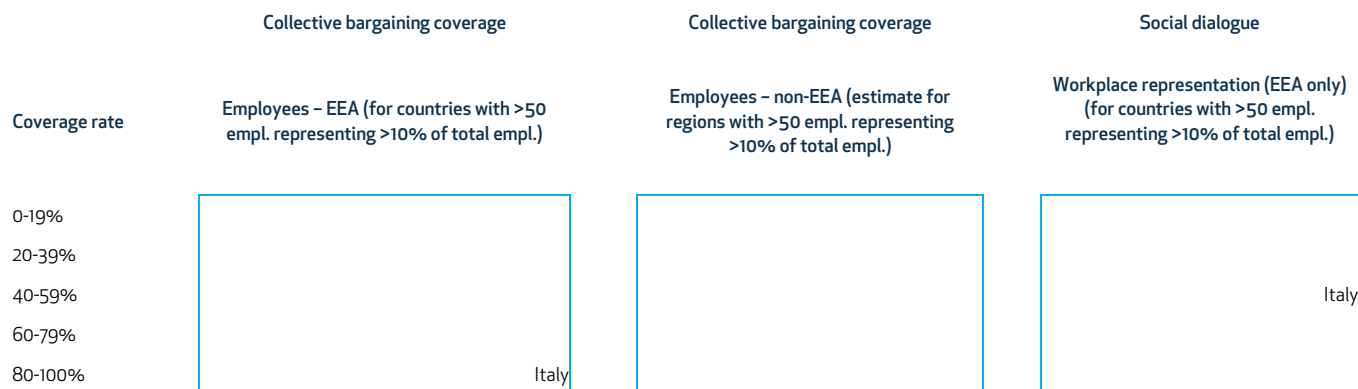 Collective bargaining coverage
Collective bargaining coverage
Social dialogue
Coverage rate
Employees – EEA (for countries with >50
empl. representing >10% of total empl.)
Employees – non-EEA (estimate for
regions with >50 empl. representing
>10% of total empl.)
Workplace representation (EEA only)
(for countries with >50 empl.
representing >10% of total empl.)
0-19%
20-39%
40-59%
Italy
60-79%
80-100%
Italy